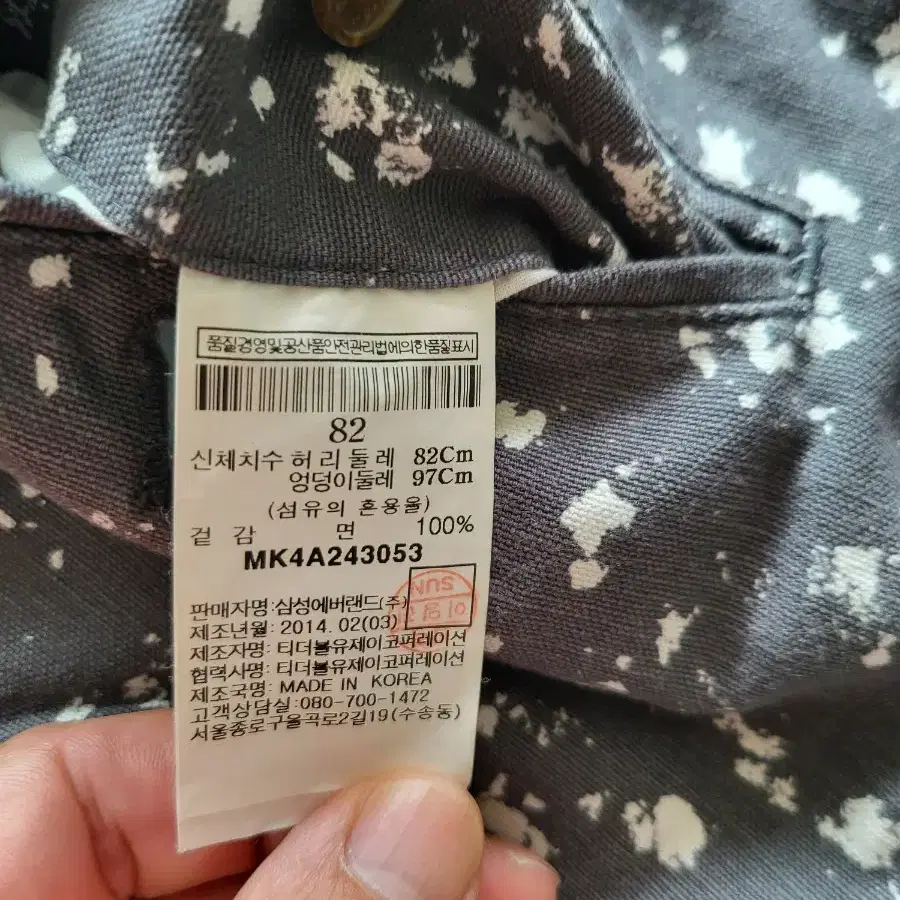 품질경영및공산품안전관리법에의한품질표시
82
신체치수 허리둘레 82Cm
엉덩이둘레 97Cm
(섬유의 혼용율)
겉감 면 100%
MK4A243053
SUN
판매자명:삼성에버랜드(주)
제조년월:2014.02(03)
제조자명:티더블유제이코퍼레이션
협력사명:티더블유제이코퍼레이션
제조국명:MADE IN KOREA
고객상담실:080-700-1472
서울종로구율곡로2길19(수송동)